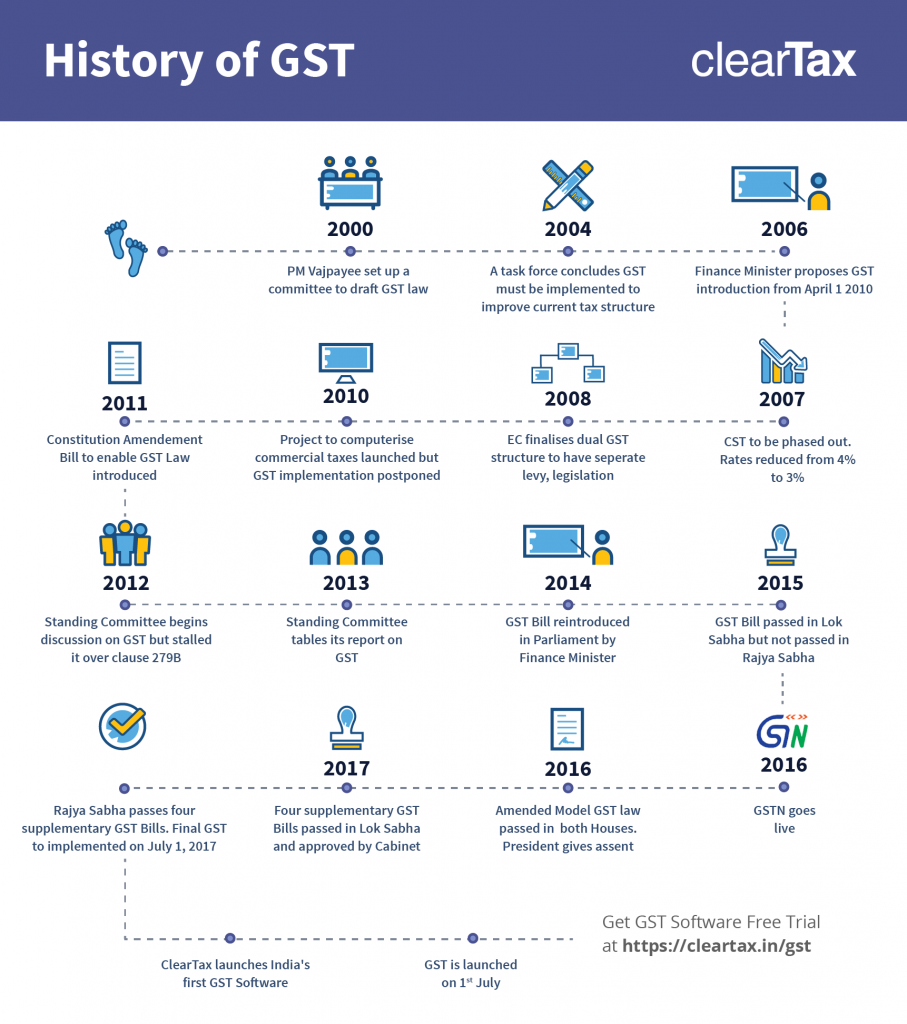 History of GST
clearTax
2000
PM Vajpayee set up a
committee to draft GST law
2004
A task force concludes GST
must be implemented to
improve current tax structure
2006
Finance Minister proposes GST
introduction from April 1 2010
2007
CST to be phased out.
Rates reduced from 4%
to 3%
2008
EC finalises dual GST
structure to have seperate
levy, legislation
2010
Project to computerise
commercial taxes launched but
GST implementation postponed
2011
Constitution Amendement
Bill to enable GST Law
introduced
2012
Standing Committee begins
discussion on GST but stalled
it over clause 279B
2013
Standing Committee
tables its report on
GST
2014
GST Bill reintroduced
in Parliament by
Finance Minister
2015
GST Bill passed in Lok
Sabha but not passed in
Rajya Sabha
GSTN
2016
GSTN goes
live
2016
Amended Model GST law
passed in both Houses.
President gives assent
2017
Four supplementary GST
Bills passed in Lok Sabha
and approved by Cabinet
Rajya Sabha passes four
supplementary GST Bills. Final GST
to implemented on July 1, 2017
ClearTax launches India's
first GST Software
GST is launched
on 1st July
Get GST Software Free Trial
at https://cleartax.in/gst